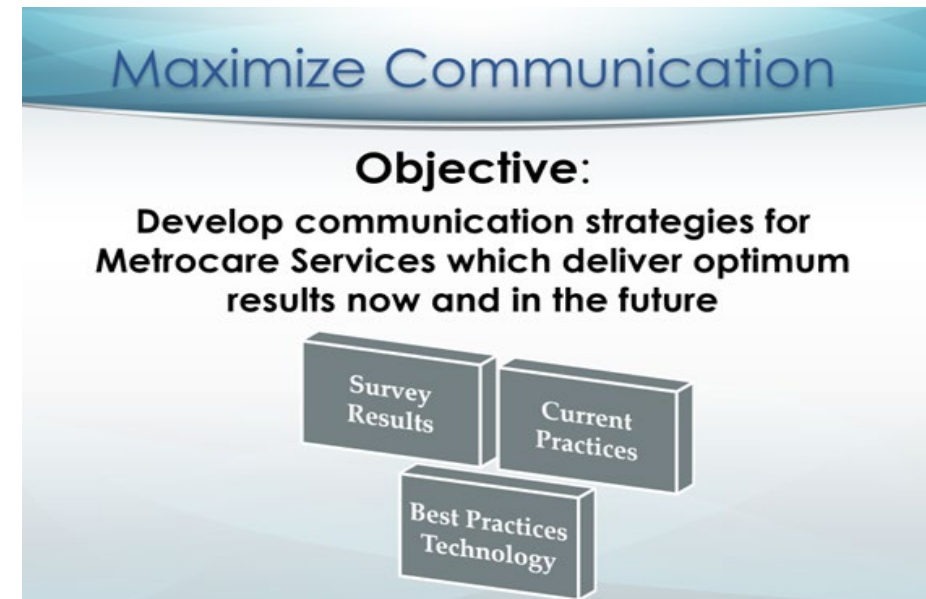 Maximize Communication
Objective:
Develop communication strategies for
Metrocare Services which deliver optimum
results now and in the future
Survey
Results
Current
Practices
Best Practices
Technology